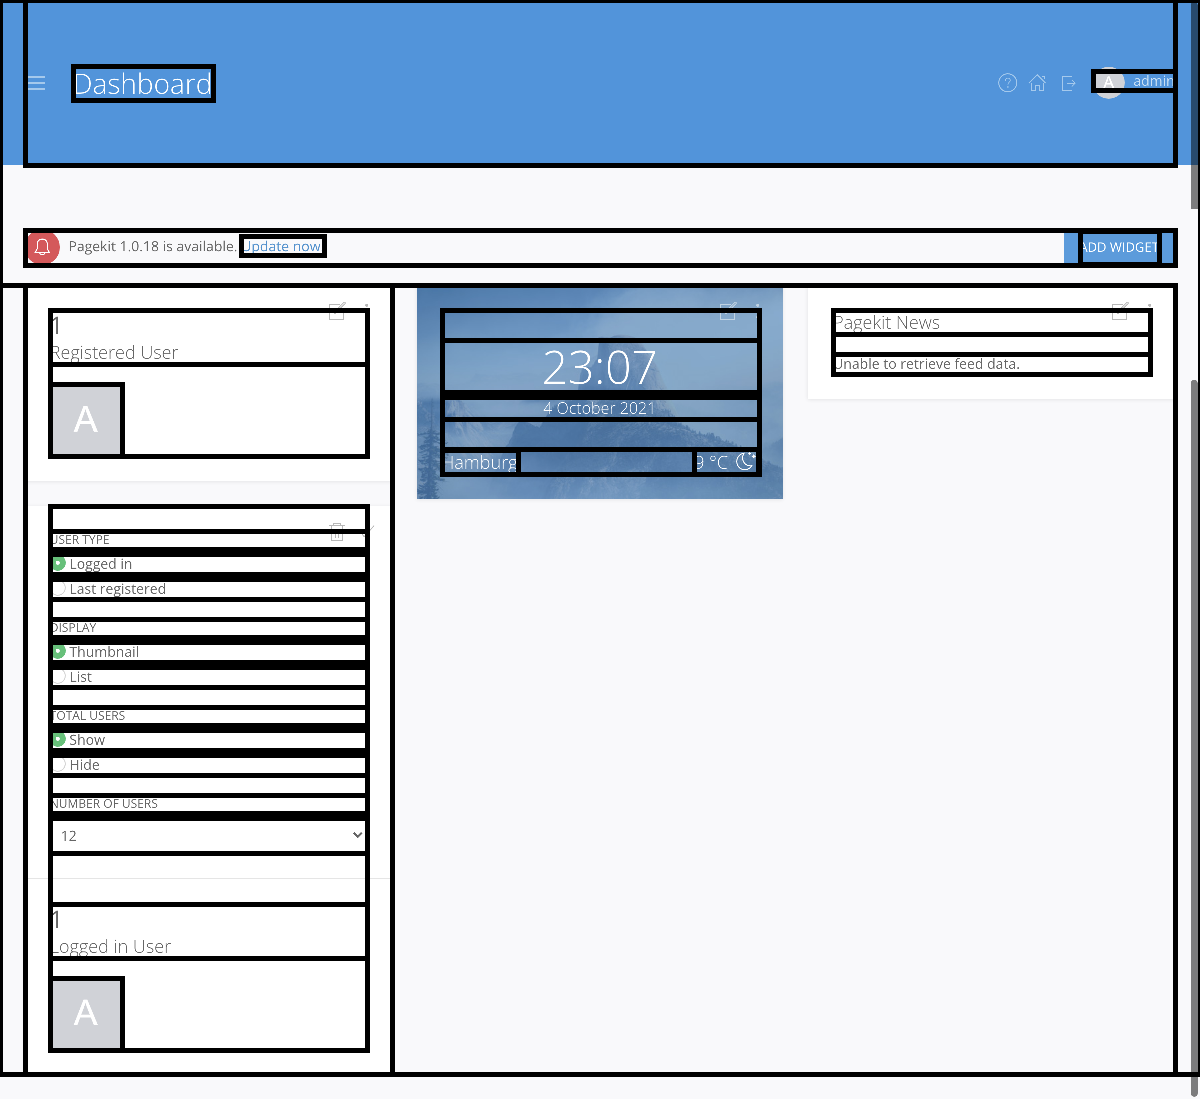 Dashboard
A admin
Pagekit 1.0.18 is available. Update now!
ADD WIDGET
1
Registered User
A
23:07
4 October 2021
Hamburg 9 °C
Pagekit News
Unable to retrieve feed data.
USER TYPE
Logged in
Last registered
DISPLAY
Thumbnail
List
TOTAL USERS
Show
Hide
NUMBER OF USERS
12
1
Logged in User
A